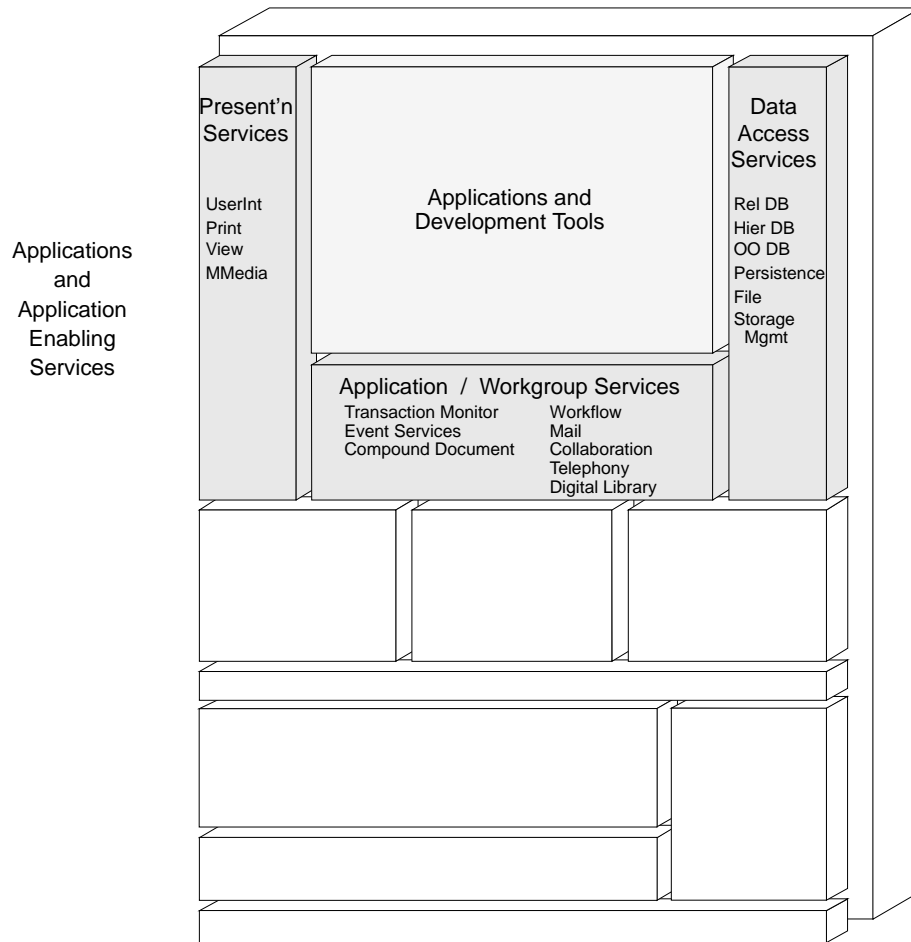 Applications
and
Application
Enabling
Services
Present'n
Services
UserInt
Print
View
MMedia
Applications and
Development Tools
Data
Access
Services
Rel DB
Hier DB
OO DB
Persistence
File
Storage
Mgmt
Application / Workgroup Services
Transaction Monitor
Event Services
Compound Document
Workflow
Mail
Collaboration
Telephony
Digital Library